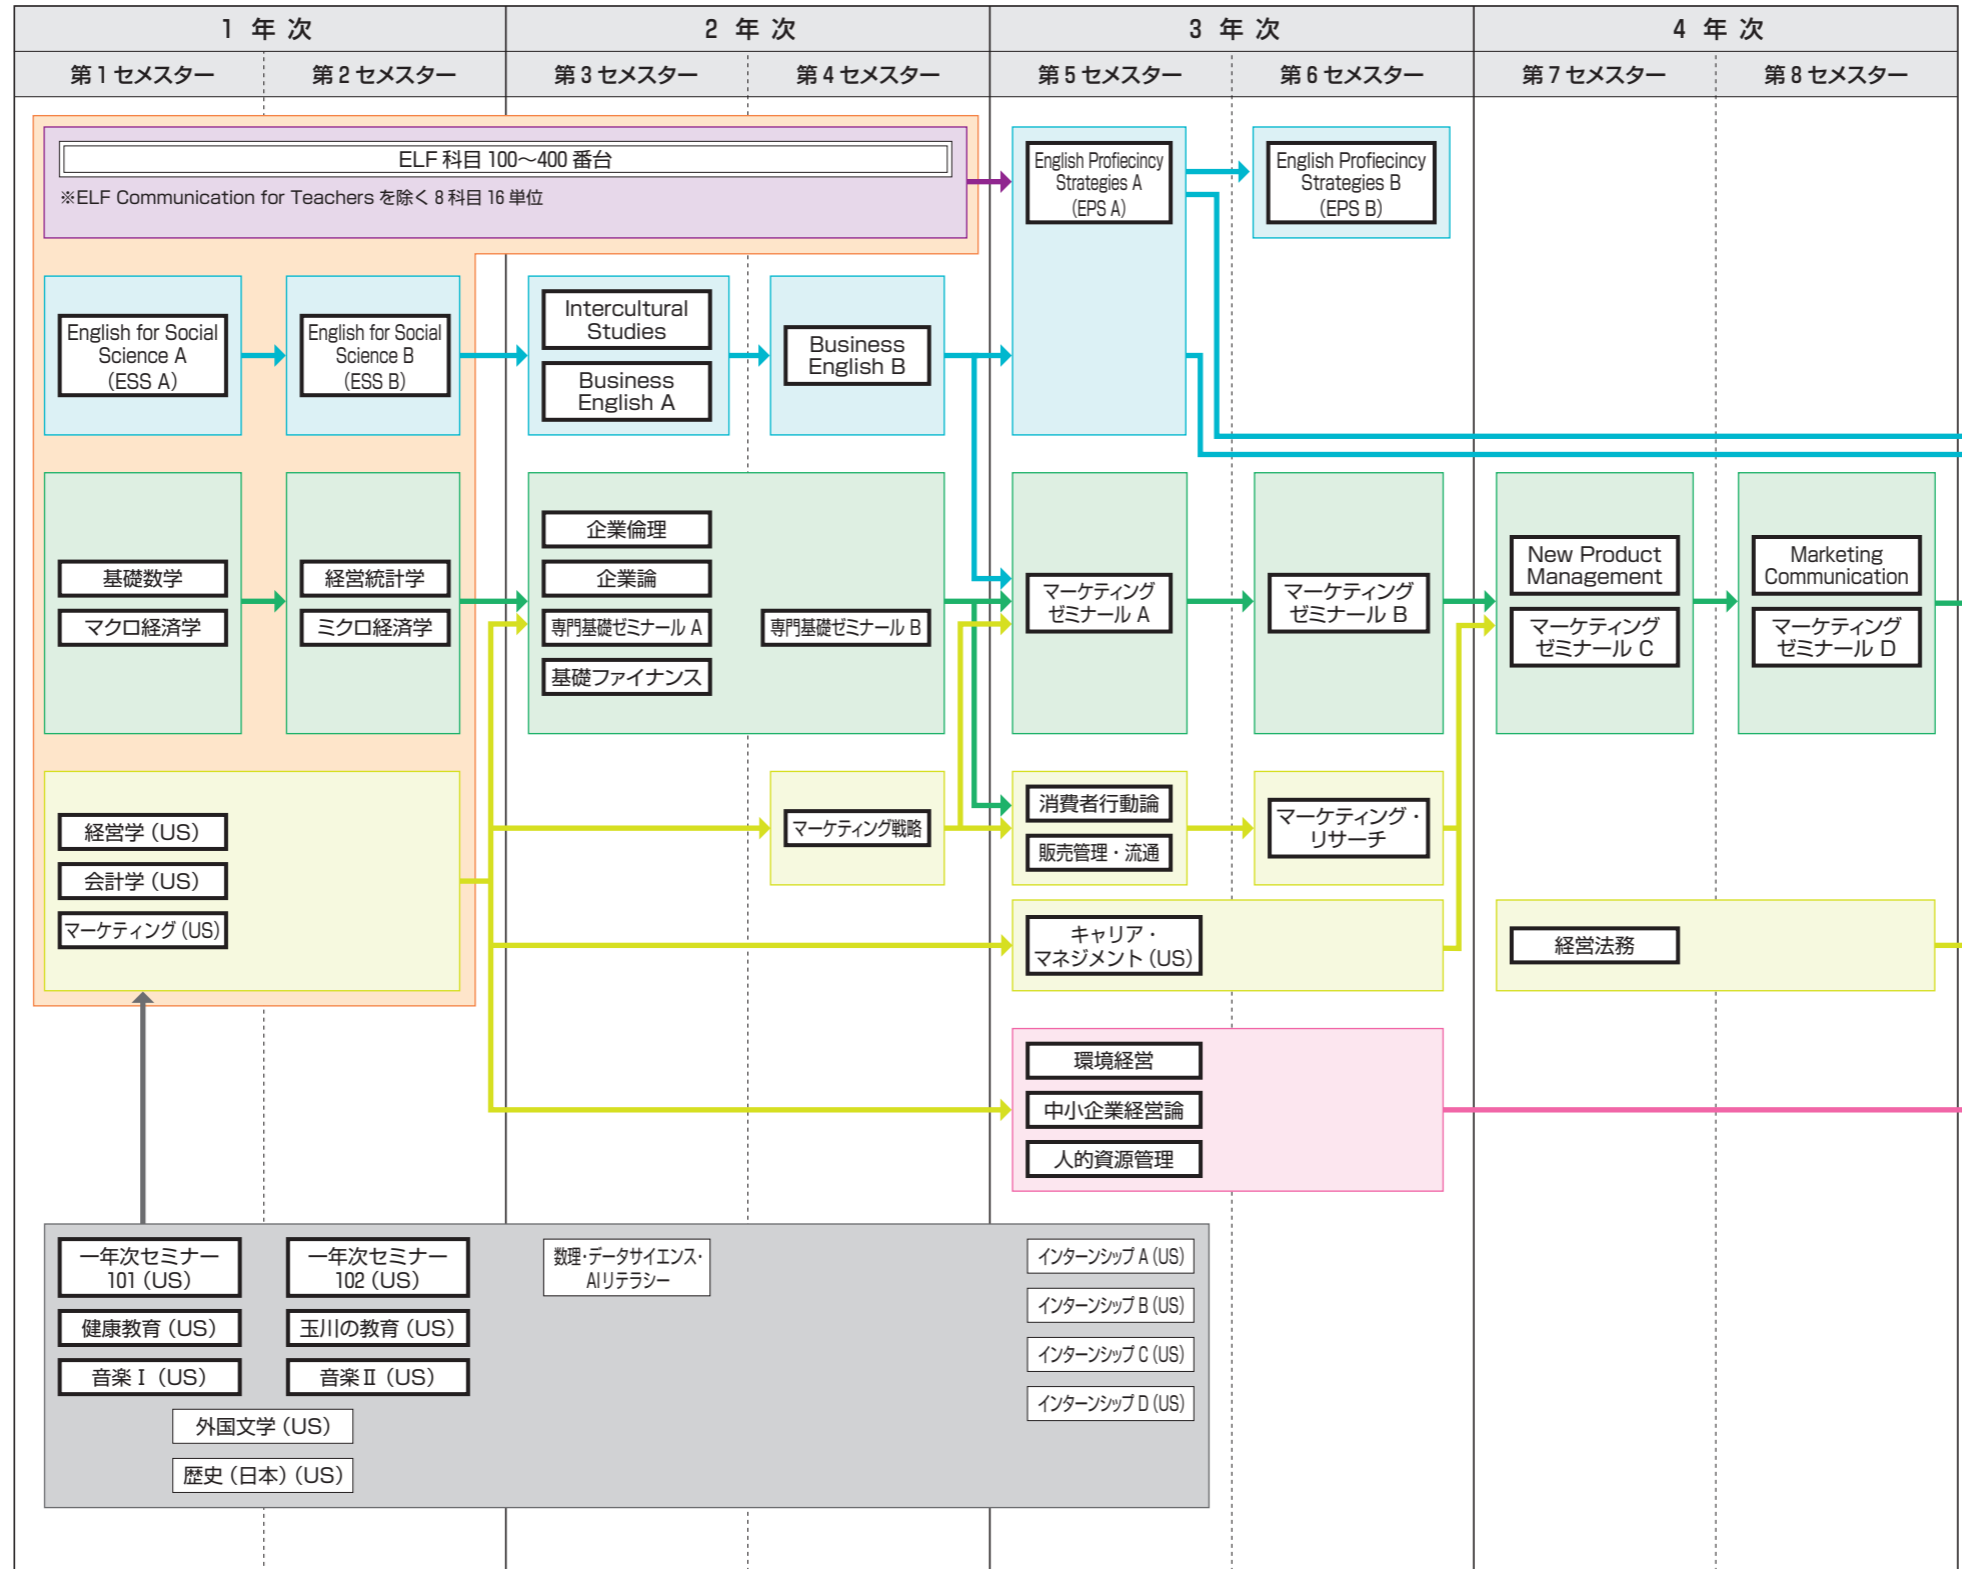 1 年 次
2 年 次
3 年 次
4 年 次
第 1 セメスター
第 2 セメスター
第 3 セメスター
第 4 セメスター
第 5 セメスター
第 6 セメスター
第 7 セメスター
第 8 セメスター
ELF 科目 100〜400 番台
※ELF Communication for Teachers を除く 8 科目 16 単位
English Profiecincy
Strategies A
(EPS A)
English Profiecincy
Strategies B
(EPS B)
English for Social
Science A
(ESS A)
English for Social
Science B
(ESS B)
Intercultural
Studies
Business
English A
Business
English B
基礎数学
マクロ経済学
経営統計学
ミクロ経済学
企業倫理
企業論
専門基礎ゼミナール A
基礎ファイナンス
専門基礎ゼミナール B
マーケティング
ゼミナール A
マーケティング
ゼミナール B
New Product
Management
マーケティング
ゼミナール C
Marketing
Communication
マーケティング
ゼミナール D
経営学 (US)
会計学 (US)
マーケティング (US)
マーケティング戦略
消費者行動論
販売管理・流通
マーケティング・
リサーチ
キャリア・
マネジメント (US)
経営法務
環境経営
中小企業経営論
人的資源管理
一年次セミナー
101 (US)
健康教育 (US)
音楽 I (US)
一年次セミナー
102 (US)
玉川の教育 (US)
音楽 II (US)
外国文学 (US)
歴史 (日本) (US)
数理・データサイエンス・
AIリテラシー
インターンシップ A (US)
インターンシップ B (US)
インターンシップ C (US)
インターンシップ D (US)